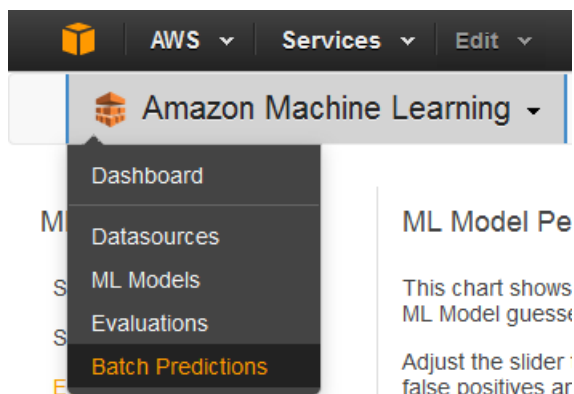 AWS Services Edit
Amazon Machine Learning
Dashboard
Datasources
ML Models
Evaluations
Batch Predictions
M
S
S
E
ML Model Pe
This chart shows
ML Model guesse
Adjust the slider
false positives an